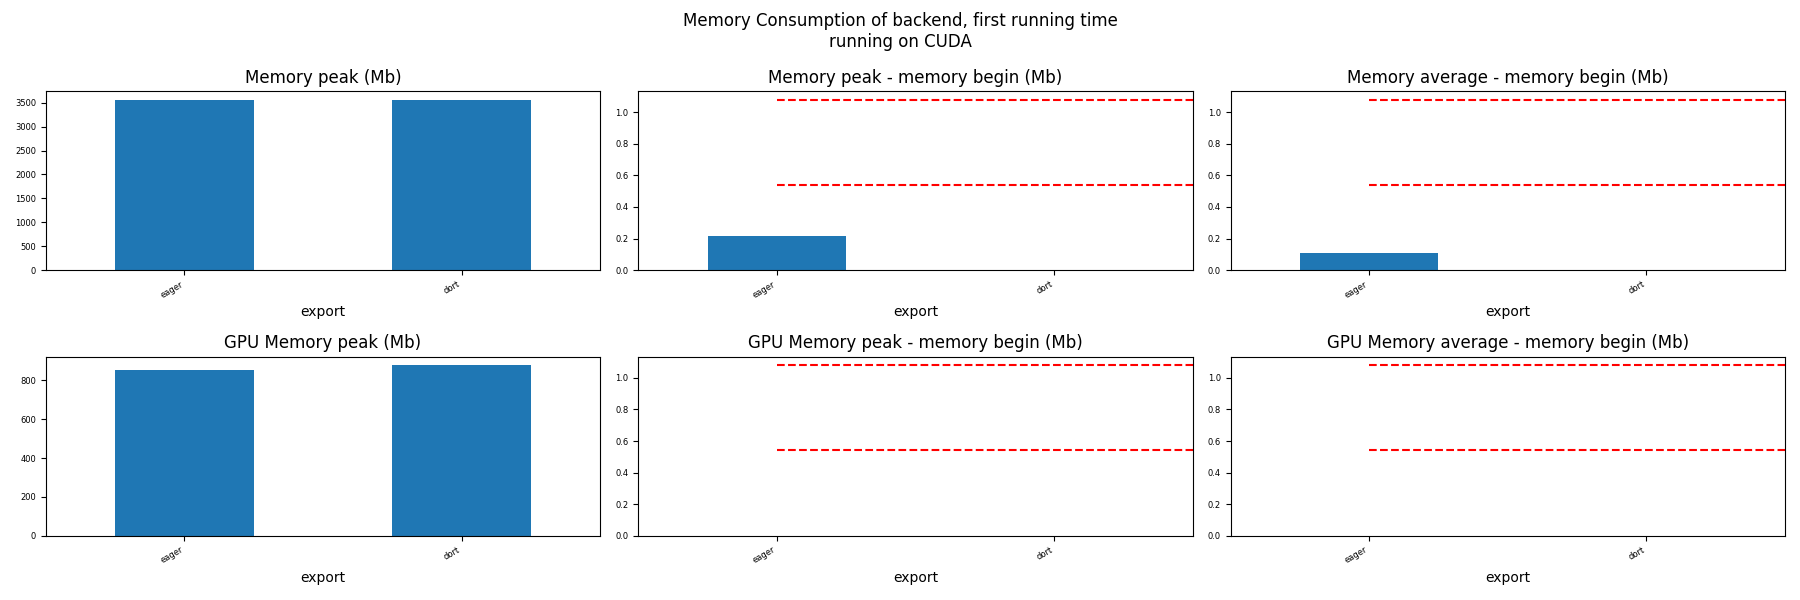 Memory Consumption of backend, first running time
running on CUDA
Memory peak (Mb)
3500
3000
2500
2000
1500
1000
500
0
eager
dort
export
Memory peak - memory begin (Mb)
1.0
0.8
0.6
0.4
0.2
0.0
eager
dort
export
Memory average - memory begin (Mb)
1.0
0.8
0.6
0.4
0.2
0.0
eager
dort
export
GPU Memory peak (Mb)
800
600
400
200
0
eager
dort
export
GPU Memory peak - memory begin (Mb)
1.0
0.8
0.6
0.4
0.2
0.0
eager
dort
export
GPU Memory average - memory begin (Mb)
1.0
0.8
0.6
0.4
0.2
0.0
eager
dort
export